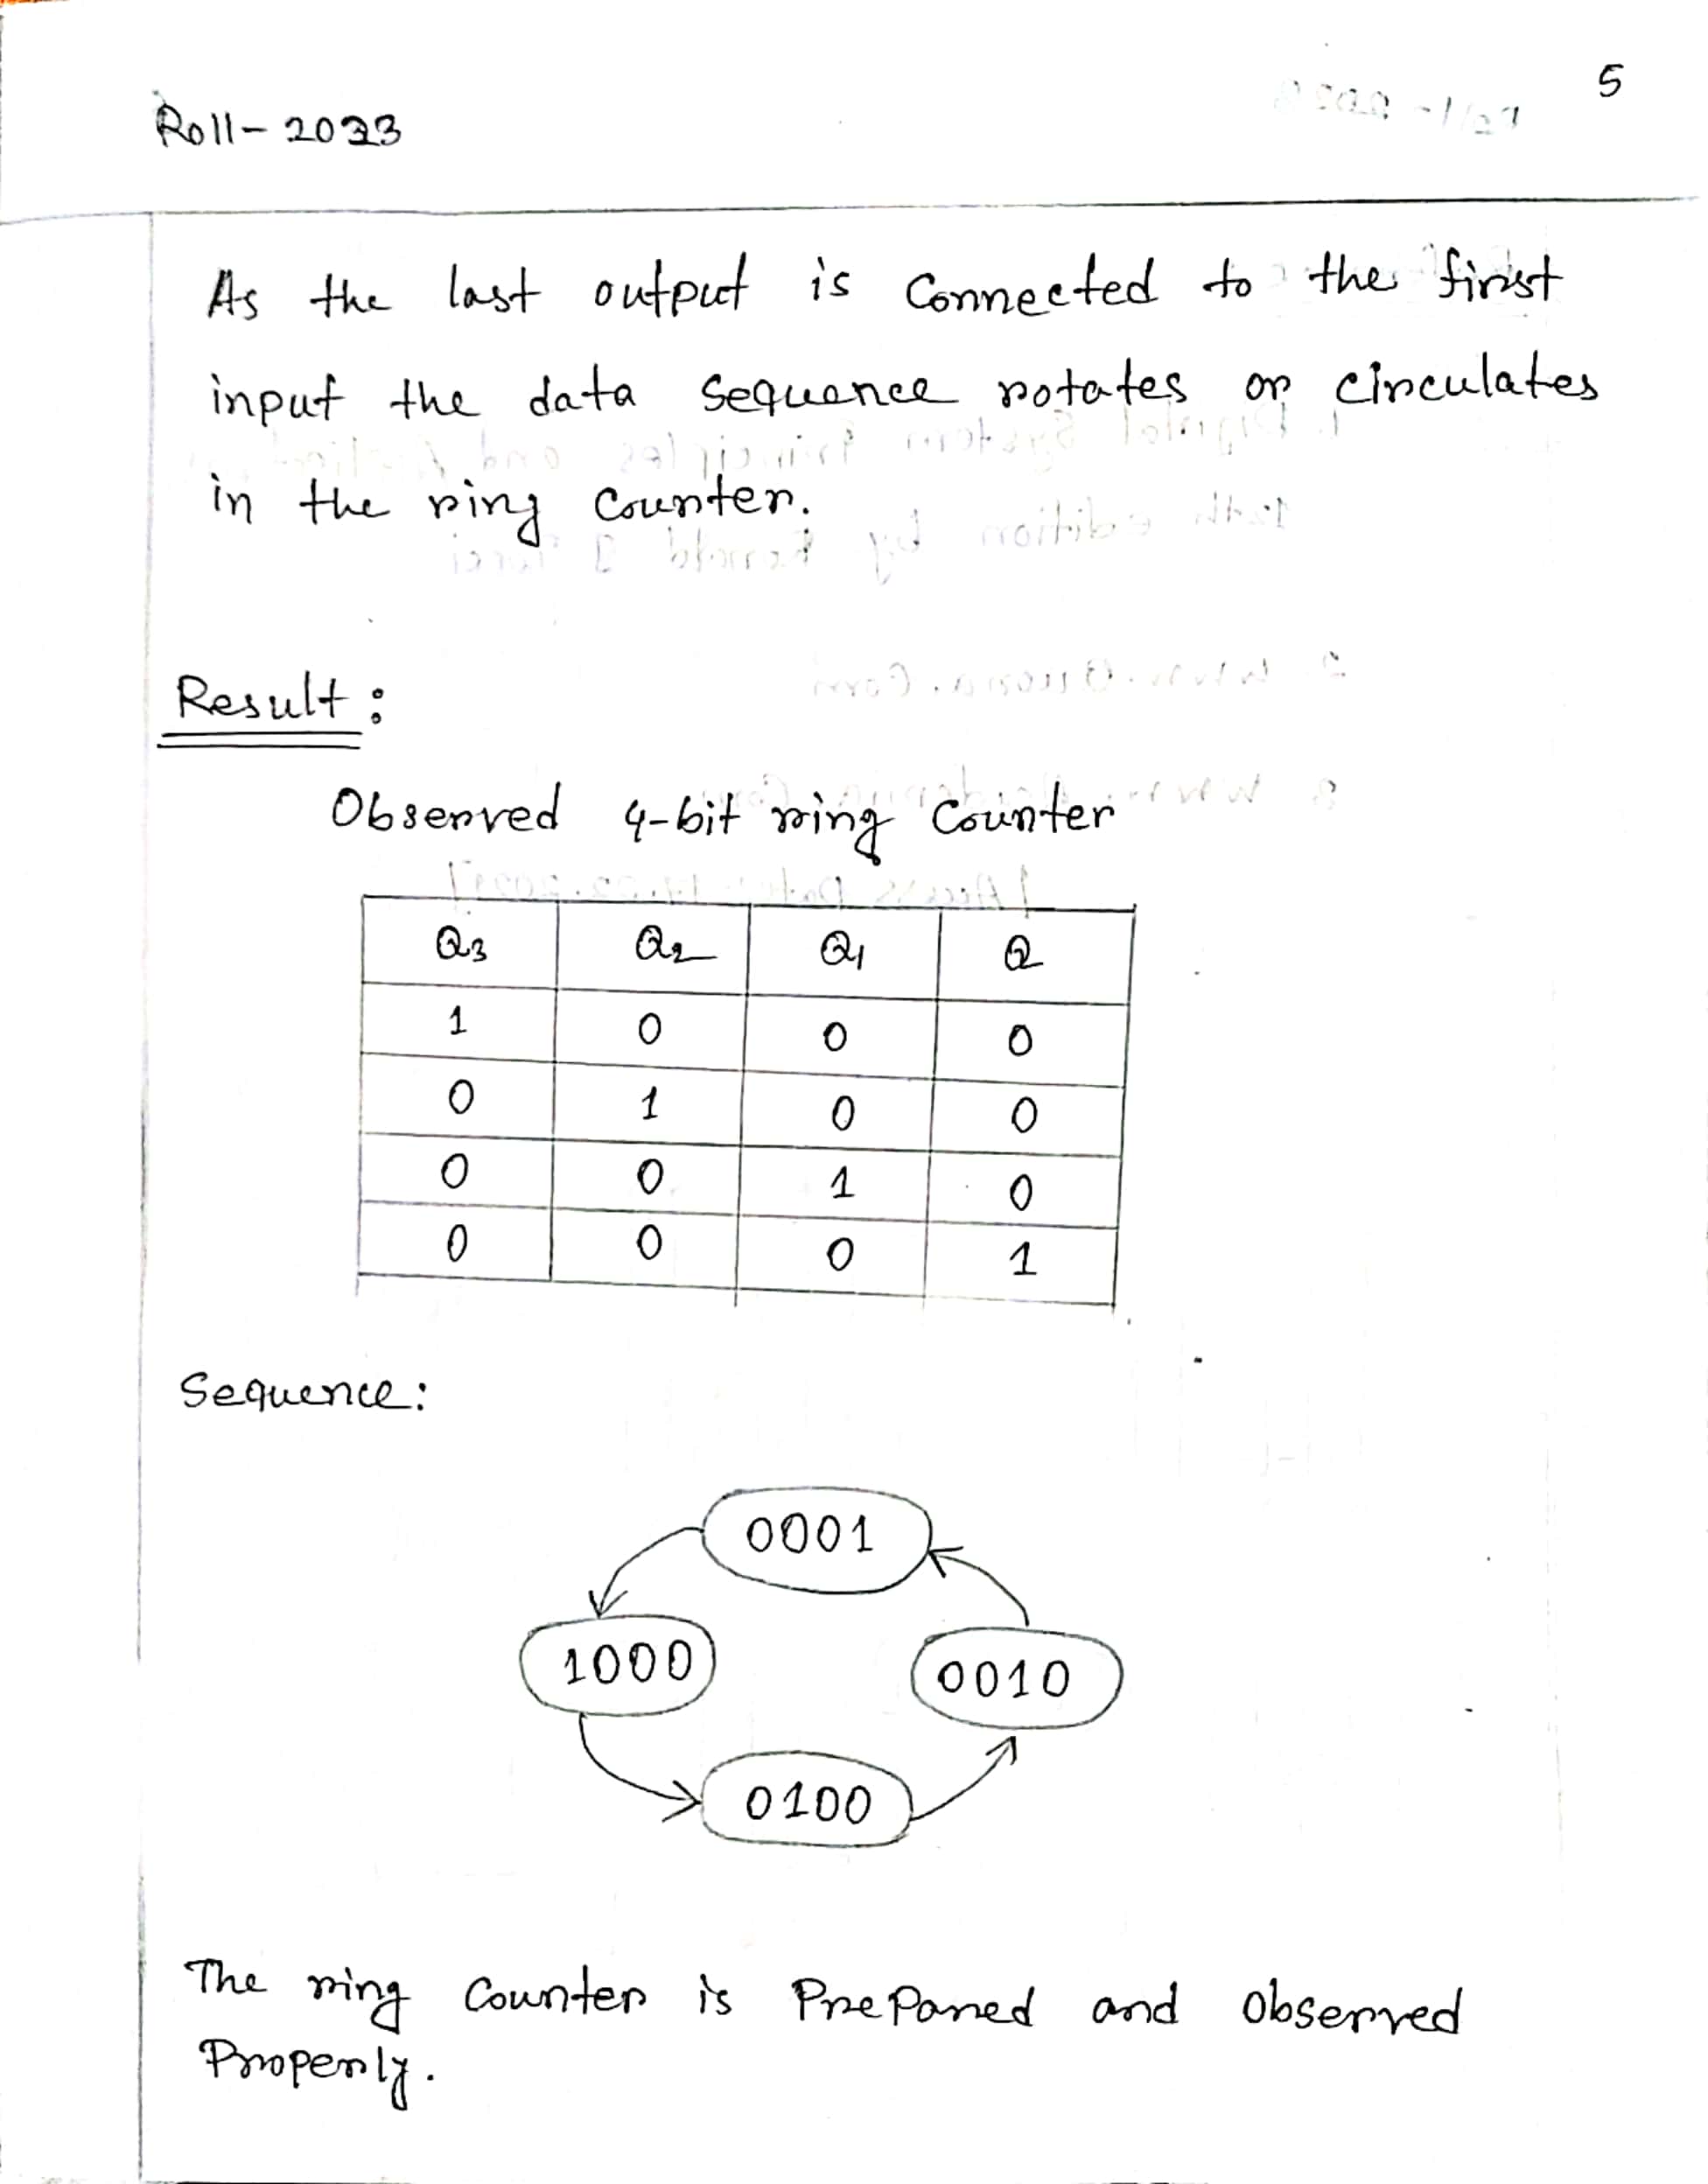 5
Roll- 2023
As the last output is connected to the first
input the data sequence rotates or circulates
in the ring counter.
Result:
Observed 4-bit ring counter
Q3 Q2 Q1 Q
1 0 0 0
0 1 0 0
0 0 1 0
0 0 0 1
Sequence:
0001
1000 0010
0100
The ring counter is Prepared and observed
Properly.